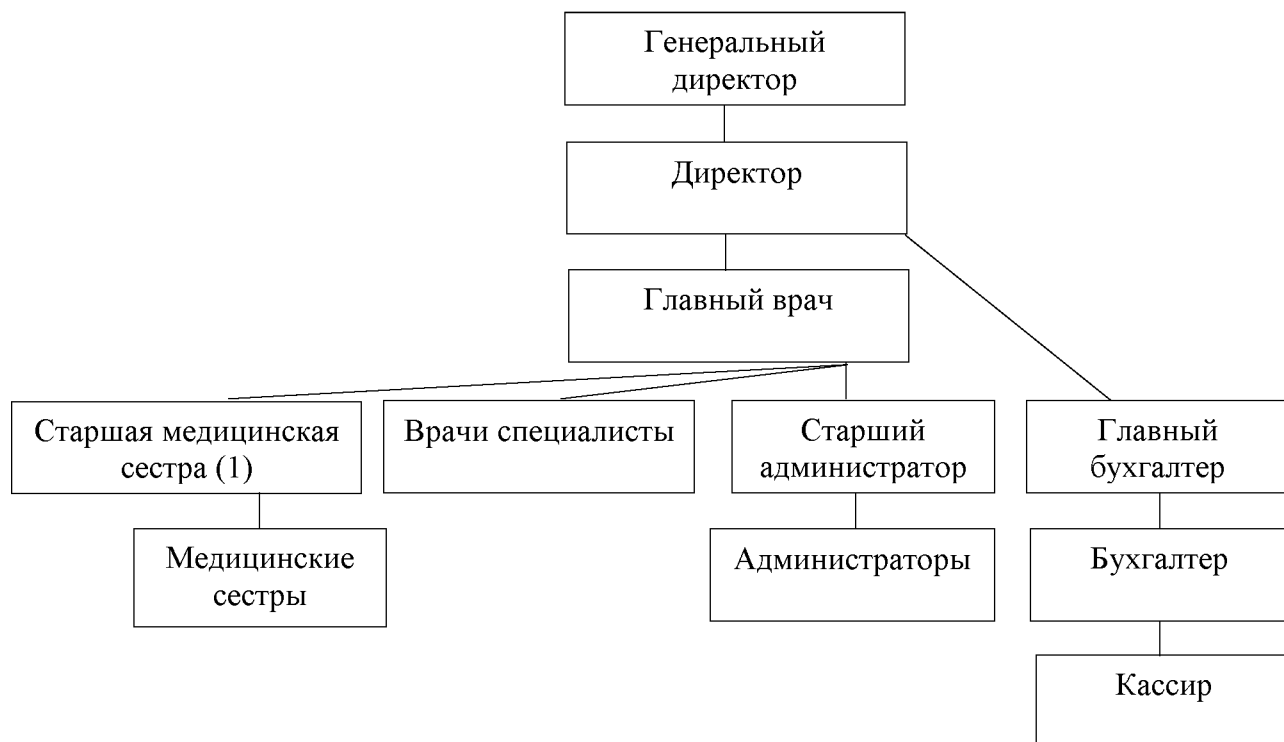 Генеральный
директор
Директор
Главный врач
Старшая медицинская
сестра (1)
Врачи специалисты
Старший
администратор
Главный
бухгалтер
Медицинские
сестры
Администраторы
Бухгалтер
Кассир